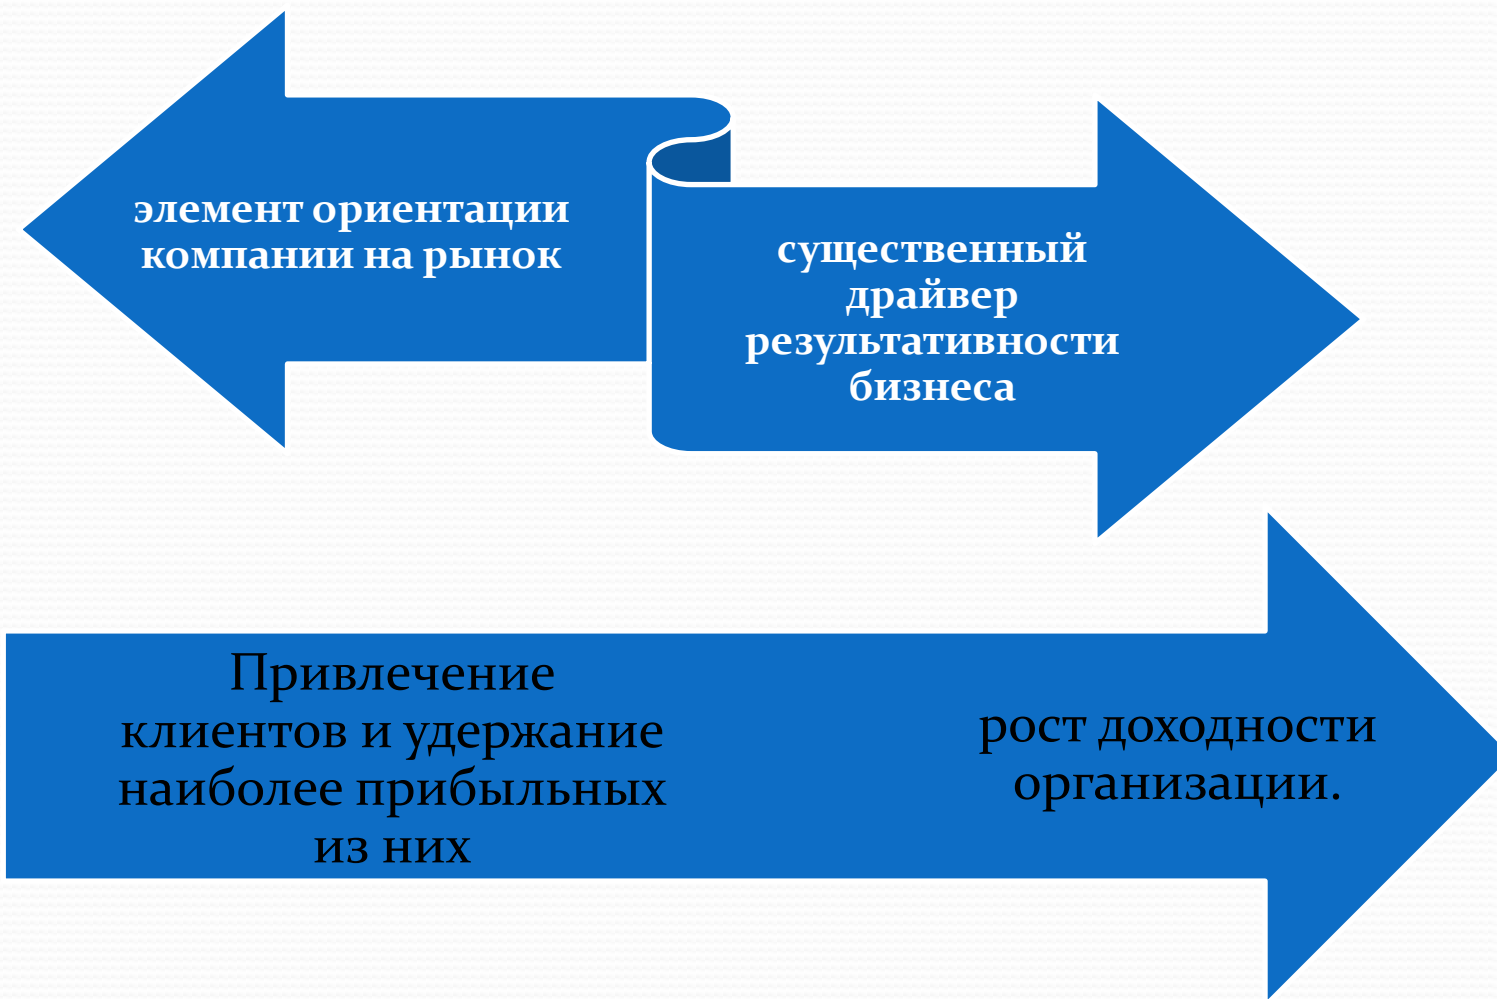 элемент ориентации
компании на рынок
существенный
драйвер
результативности
бизнеса
Привлечение
клиентов и удержание
наиболее прибыльных
из них
рост доходности
организации.